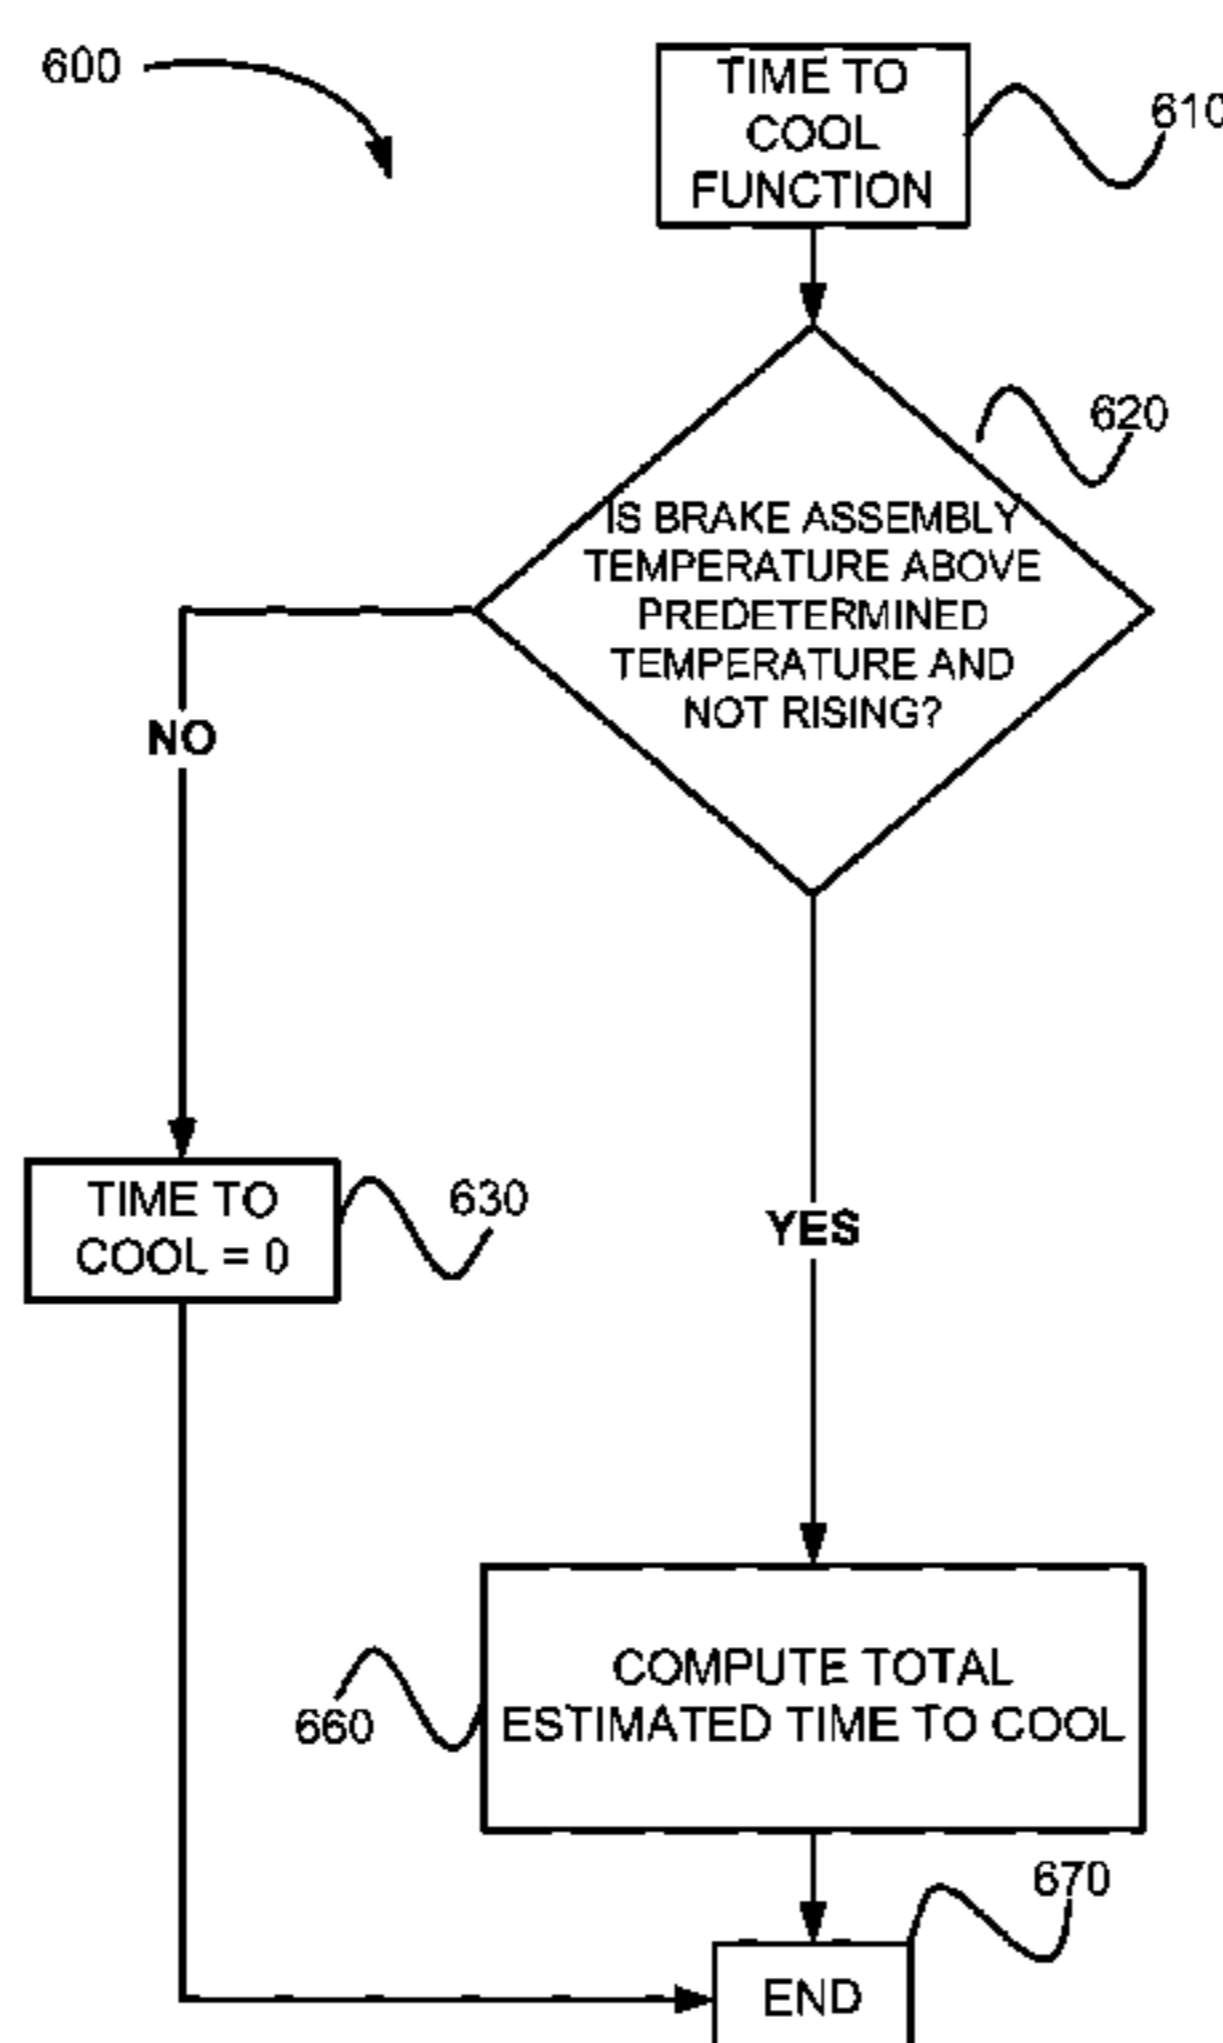 600
TIME TO
COOL
FUNCTION
610
620
IS BRAKE ASSEMBLY
TEMPERATURE ABOVE
PREDETERMINED
TEMPERATURE AND
NOT RISING?
NO
TIME TO
COOL = 0
630
YES
COMPUTE TOTAL
ESTIMATED TIME TO COOL
660
670
END